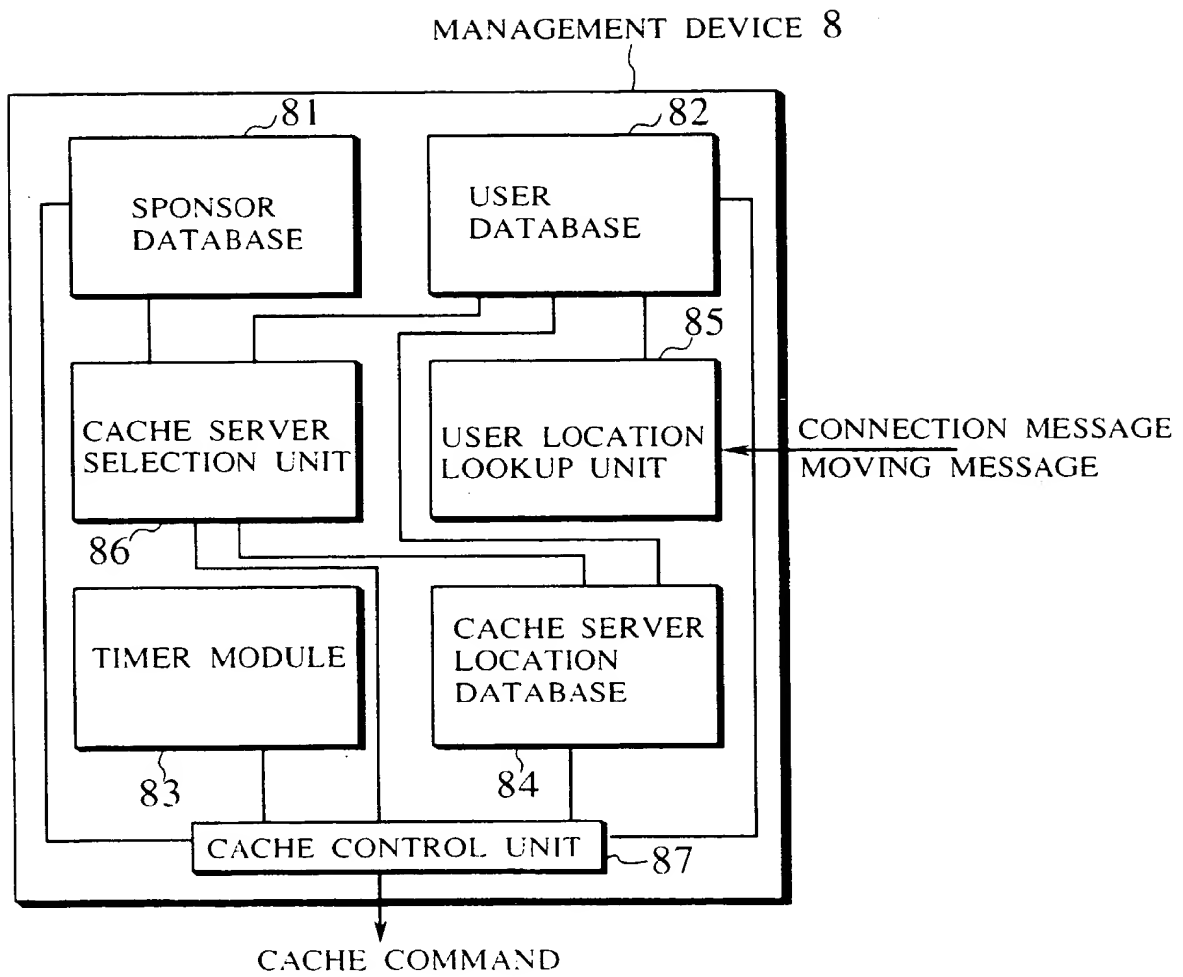 MANAGEMENT DEVICE 8
81
82
SPONSOR
DATABASE
USER
DATABASE
85
CACHE SERVER
SELECTION UNIT
USER LOCATION
LOOKUP UNIT
CONNECTION MESSAGE
MOVING MESSAGE
86
TIMER MODULE
CACHE SERVER
LOCATION
DATABASE
83
84
CACHE CONTROL UNIT
87
CACHE COMMAND